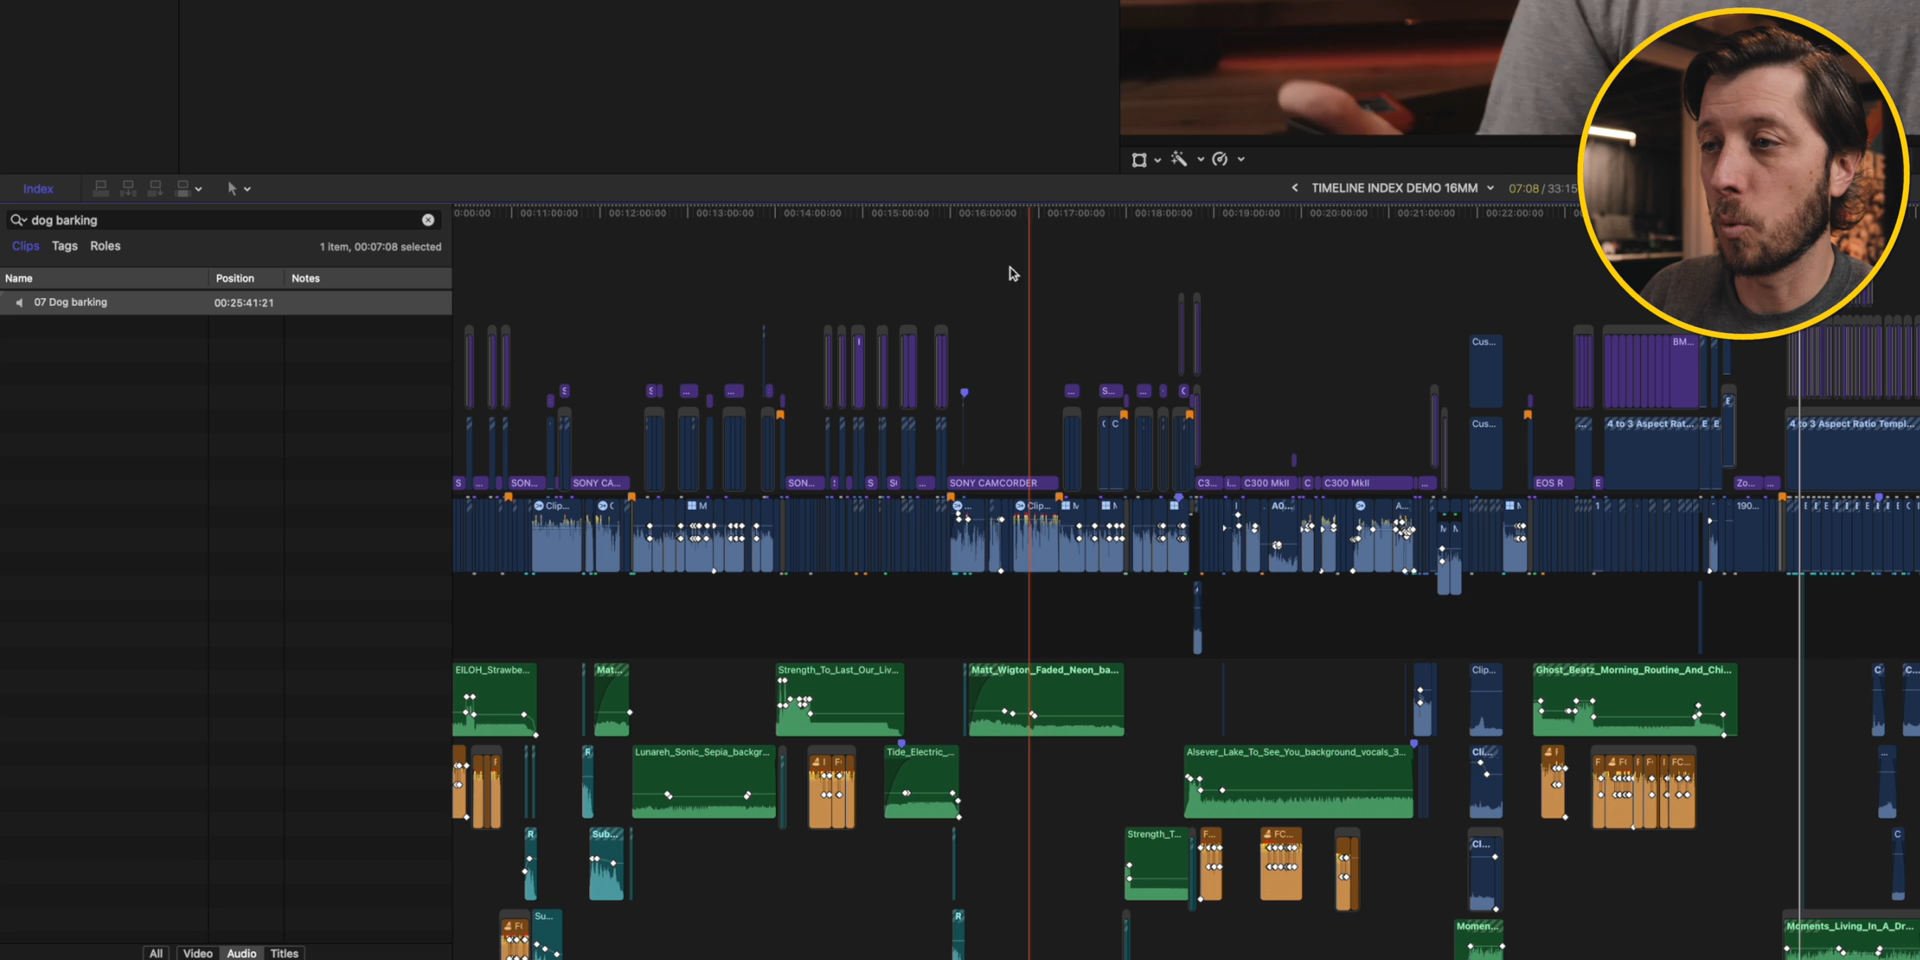 Index
TIMELINE INDEX DEMO 16MM
07:08 / 33:15
dog barking
Clips Tags Roles
1 item, 00:07:08 selected
Name Position Notes
07 Dog barking 00:25:41:21
0:00:00 00:11:00:00 00:12:00:00 00:13:00:00 00:14:00:00 00:15:00:00 00:16:00:00 00:17:00:00 00:18:00:00 00:19:00:00 00:20:00:00 00:21:00:00 00:22:00:00
Cus... BM...
S S ... ... ... S... ...
C C Cus... ... 4 to 3 Aspect Rat... E E 4 to 3 Aspect Ratio Templ...
S ... SON... SONY CA... SON... S ... SONY CAMCORDER C3... i... C300 MkII C C300 MkII ... EOS R E Zo... ...
Clip... M ... Clip... A0... A... M M 190...
EILOH_Strawbe... Mat... Strength_To_Last_Our_Liv... Matt_Wigton_Faded_Neon_ba... Clip... Ghost_Beatz_Morning_Routine_And_Chi... C C...
R Lunareh_Sonic_Sepia_backgr... Tide_Electric_... Alsever_Lake_To_See_You_background_vocals_3... Cli... F FC... ...
R Sub... Strength_T... F... FC... Cl... C
Su... R Momen... Moments_Living_In_A_Dr...
All Video Audio Titles